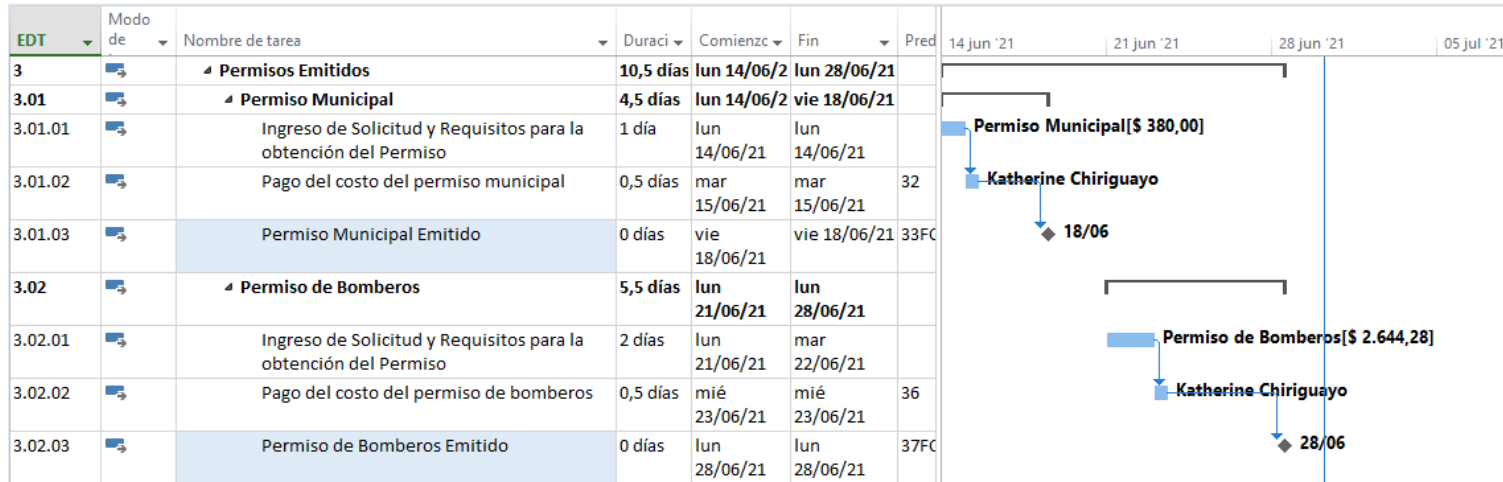 EDT Modo de Nombre de tarea Duraci Comienzo Fin Pred 14 jun '21 21 jun '21 28 jun '21 05 jul '21
3 Permisos Emitidos 10,5 días lun 14/06/2 lun 28/06/21
3.01 Permiso Municipal 4,5 días lun 14/06/2 vie 18/06/21
3.01.01 Ingreso de Solicitud y Requisitos para la 1 día lun lun Permiso Municipal[$ 380,00]
obtención del Permiso 14/06/21 14/06/21
3.01.02 Pago del costo del permiso municipal 0,5 días mar mar 32 Katherine Chiriguayo
15/06/21 15/06/21
3.01.03 Permiso Municipal Emitido 0 días vie vie 18/06/21 33FC 18/06
18/06/21
3.02 Permiso de Bomberos 5,5 días lun lun
21/06/21 28/06/21
3.02.01 Ingreso de Solicitud y Requisitos para la 2 días lun mar Permiso de Bomberos[$ 2.644,28]
obtención del Permiso 21/06/21 22/06/21
3.02.02 Pago del costo del permiso de bomberos 0,5 días mié mié 36 Katherine Chiriguayo
23/06/21 23/06/21
3.02.03 Permiso de Bomberos Emitido 0 días lun lun 37FC 28/06
28/06/21 28/06/21